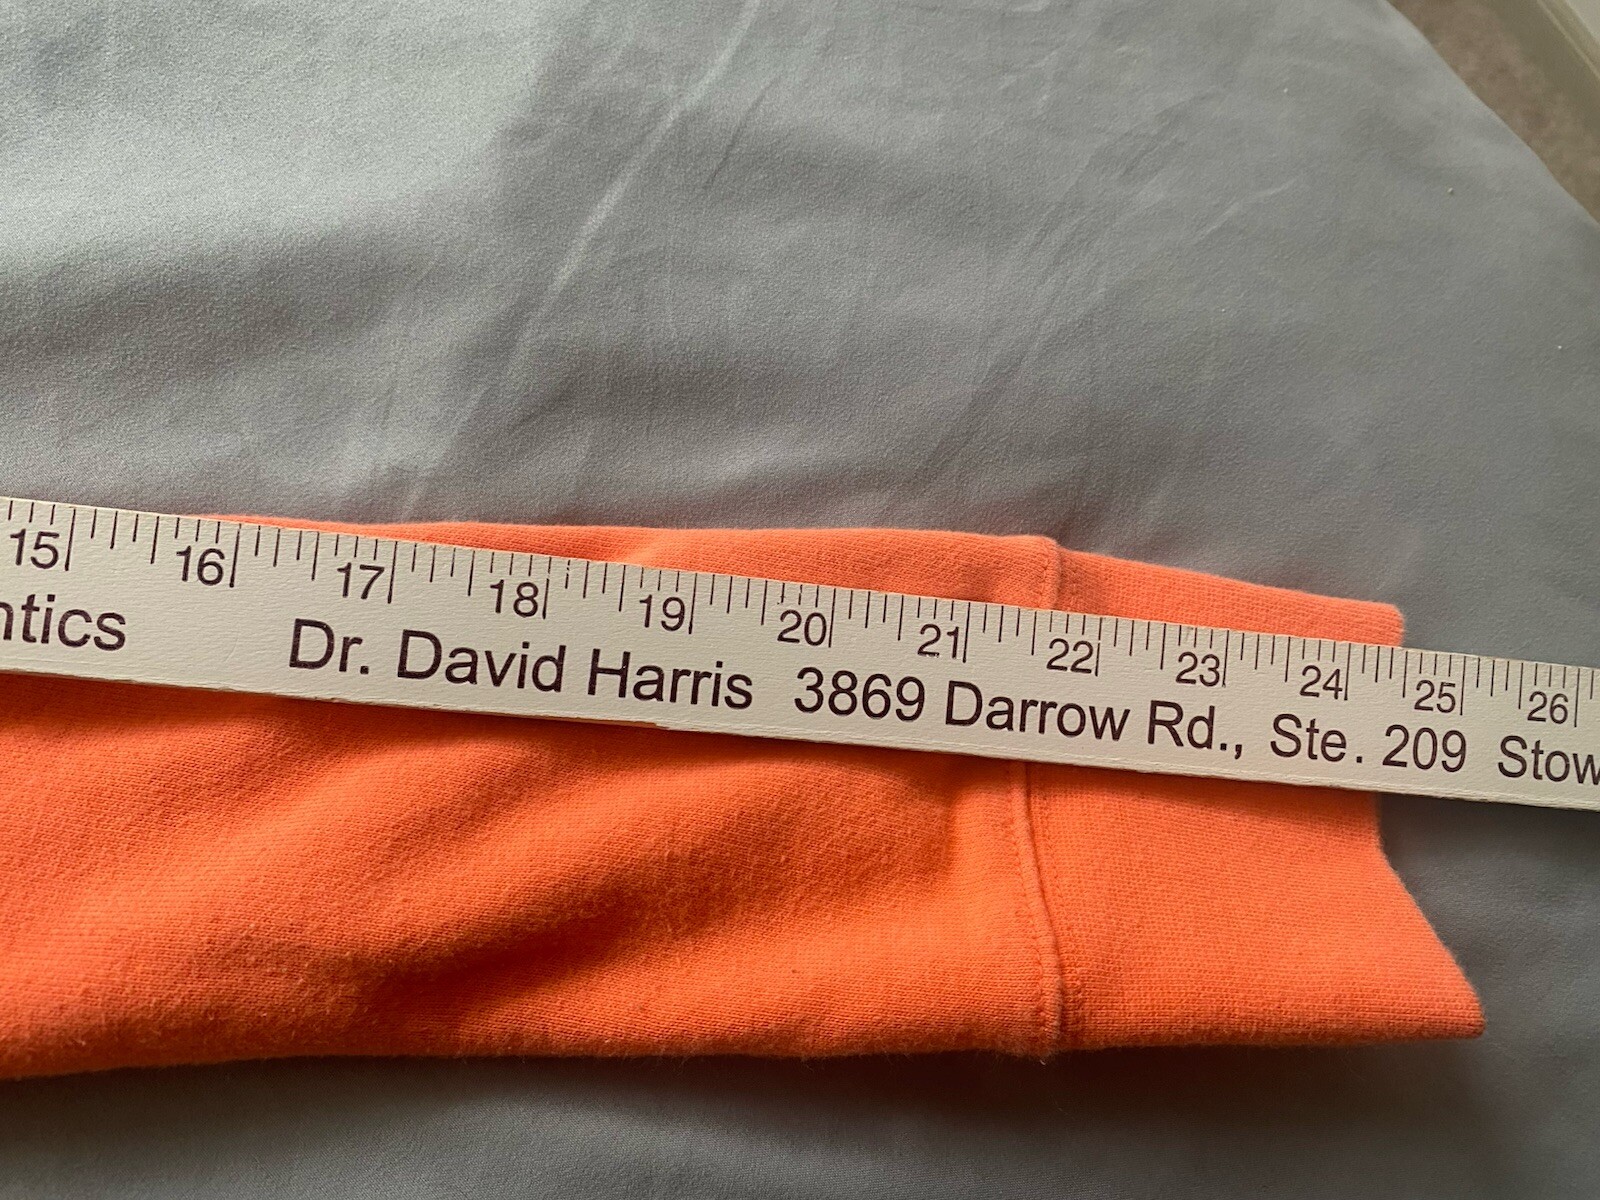 15 16 17 18 19 20 21 22 23 24 25 26
ntics Dr. David Harris 3869 Darrow Rd., Ste. 209 Stow